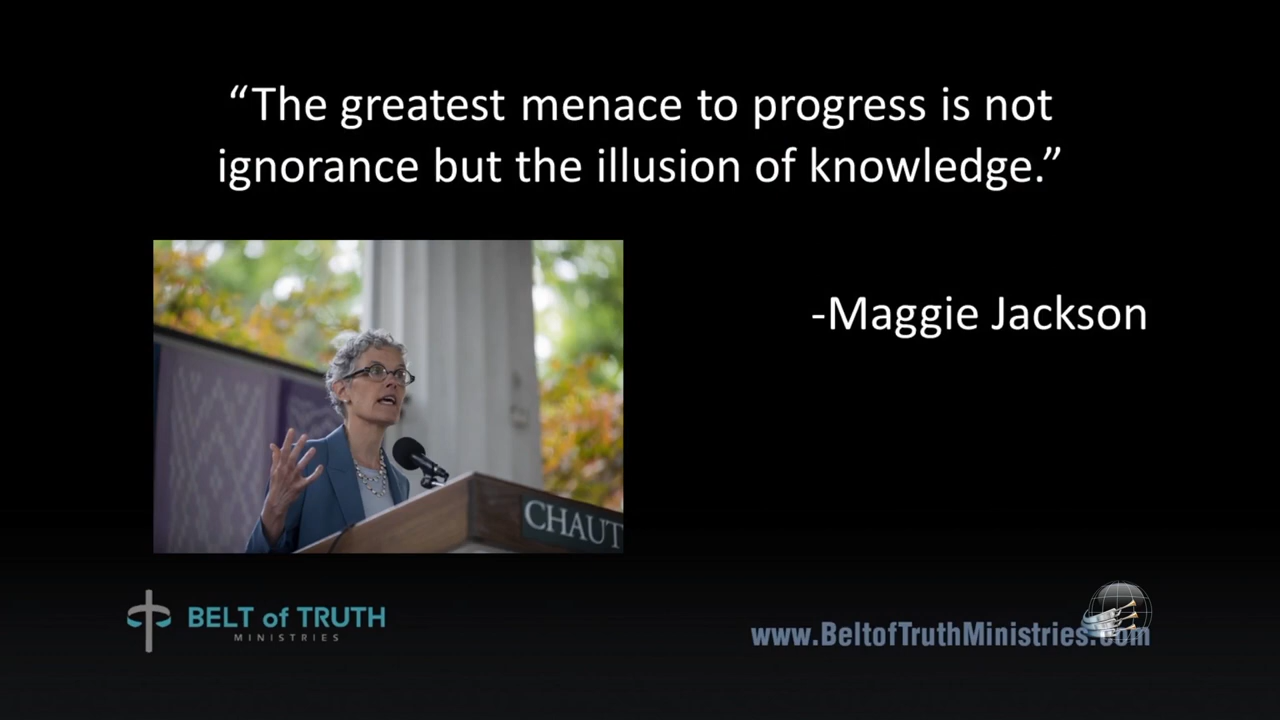 “The greatest menace to progress is not
ignorance but the illusion of knowledge.”
-Maggie Jackson
CHAUT
BELT of TRUTH
MINISTRIES
www.BeltofTruthMinistries.com